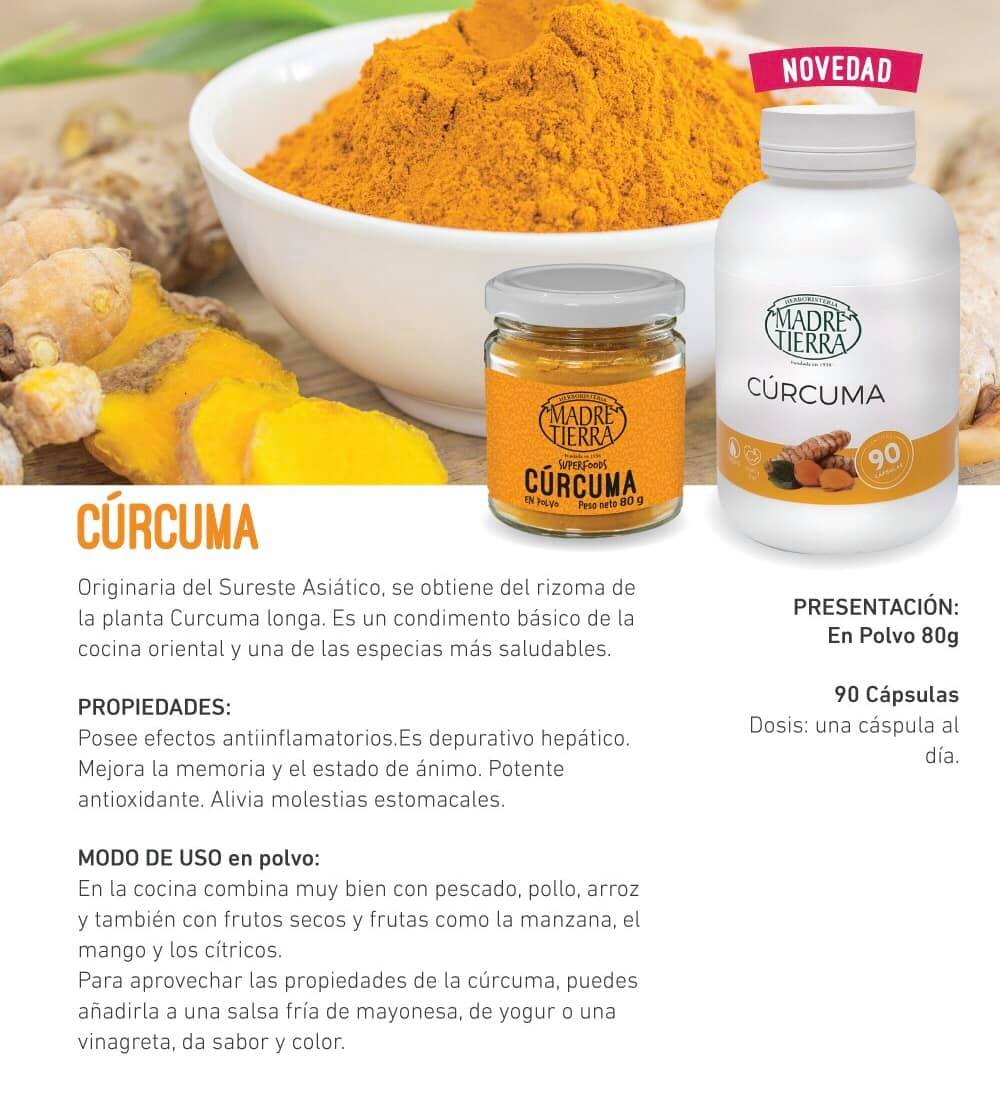 NOVEDAD
HERBORISTERIA
MADRE
TIERRA
fundada en 1936
CÚRCUMA
90
CÁPSULAS
HERBORISTERIA
MADRE
TIERRA
SUPERFOODS
CÚRCUMA
EN POLVO Peso neto 80 g
CÚRCUMA
Originaria del Sureste Asiático, se obtiene del rizoma de
la planta Curcuma longa. Es un condimento básico de la
cocina oriental y una de las especias más saludables.
PROPIEDADES:
Posee efectos antiinflamatorios.Es depurativo hepático.
Mejora la memoria y el estado de ánimo. Potente
antioxidante. Alivia molestias estomacales.
MODO DE USO en polvo:
En la cocina combina muy bien con pescado, pollo, arroz
y también con frutos secos y frutas como la manzana, el
mango y los cítricos.
Para aprovechar las propiedades de la cúrcuma, puedes
añadirla a una salsa fría de mayonesa, de yogur o una
vinagreta, da sabor y color.
PRESENTACIÓN:
En Polvo 80g
90 Cápsulas
Dosis: una cáspula al
día.